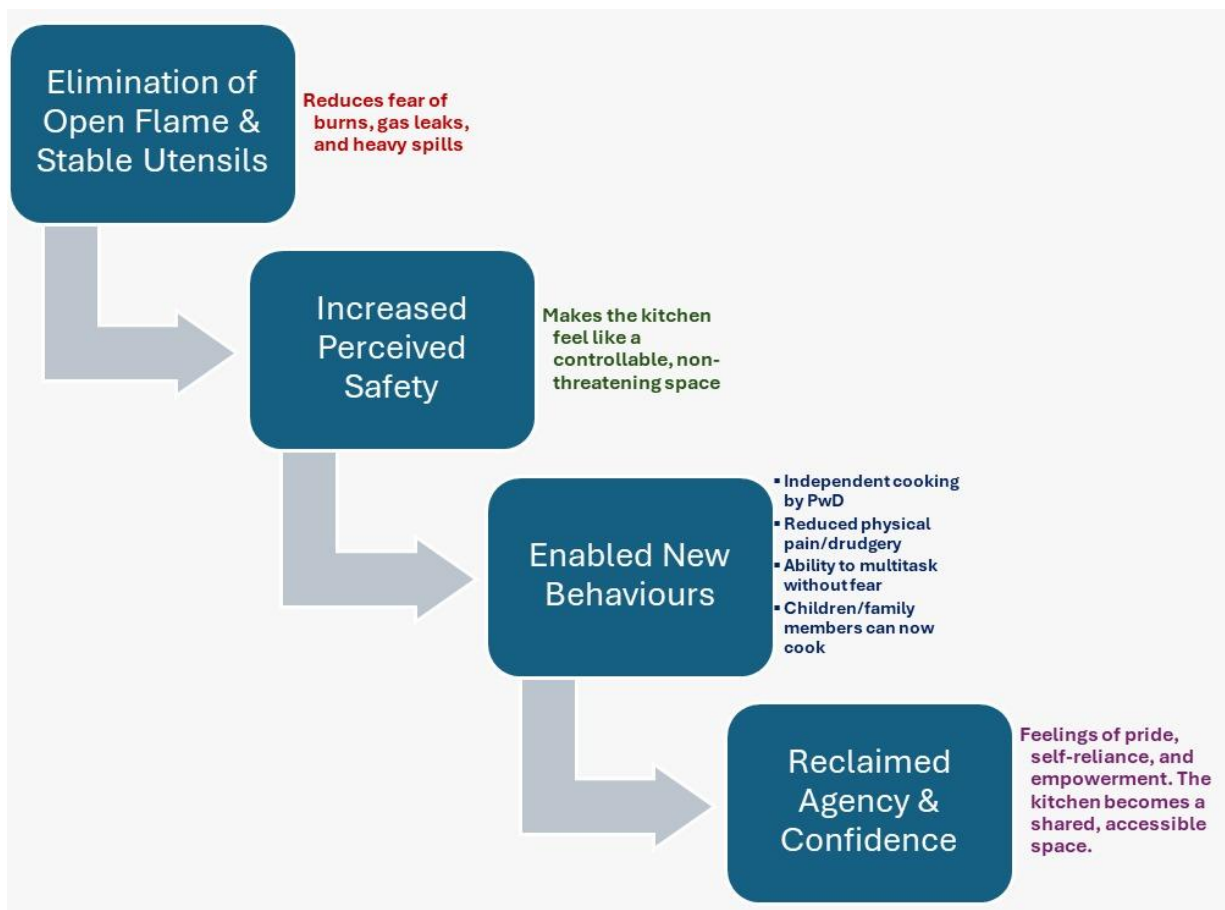 Elimination of
Open Flame &
Stable Utensils
Reduces fear of
burns, gas leaks,
and heavy spills
Increased
Perceived
Safety
Makes the kitchen
feel like a
controllable, non-
threatening space
Enabled New
Behaviours
▪ Independent cooking
by PwD
▪ Reduced physical
pain/drudgery
▪ Ability to multitask
without fear
▪ Children/family
members can now
cook
Reclaimed
Agency &
Confidence
Feelings of pride,
self-reliance, and
empowerment. The
kitchen becomes a
shared, accessible
space.